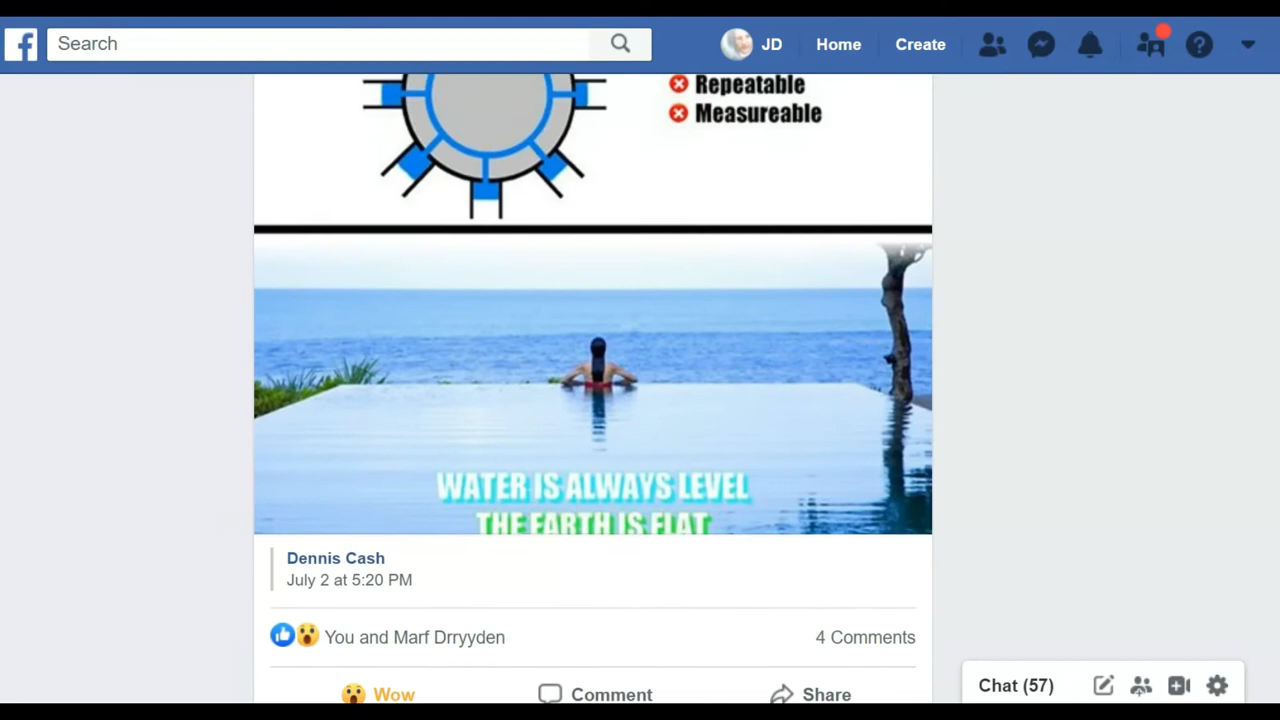 Search
JD
Home
Create
Repeatable
Measureable
WATER IS ALWAYS LEVEL
THE EARTH IS FLAT
Dennis Cash
July 2 at 5:20 PM
You and Marf Drryyden
4 Comments
Wow
Comment
Share
Chat (57)